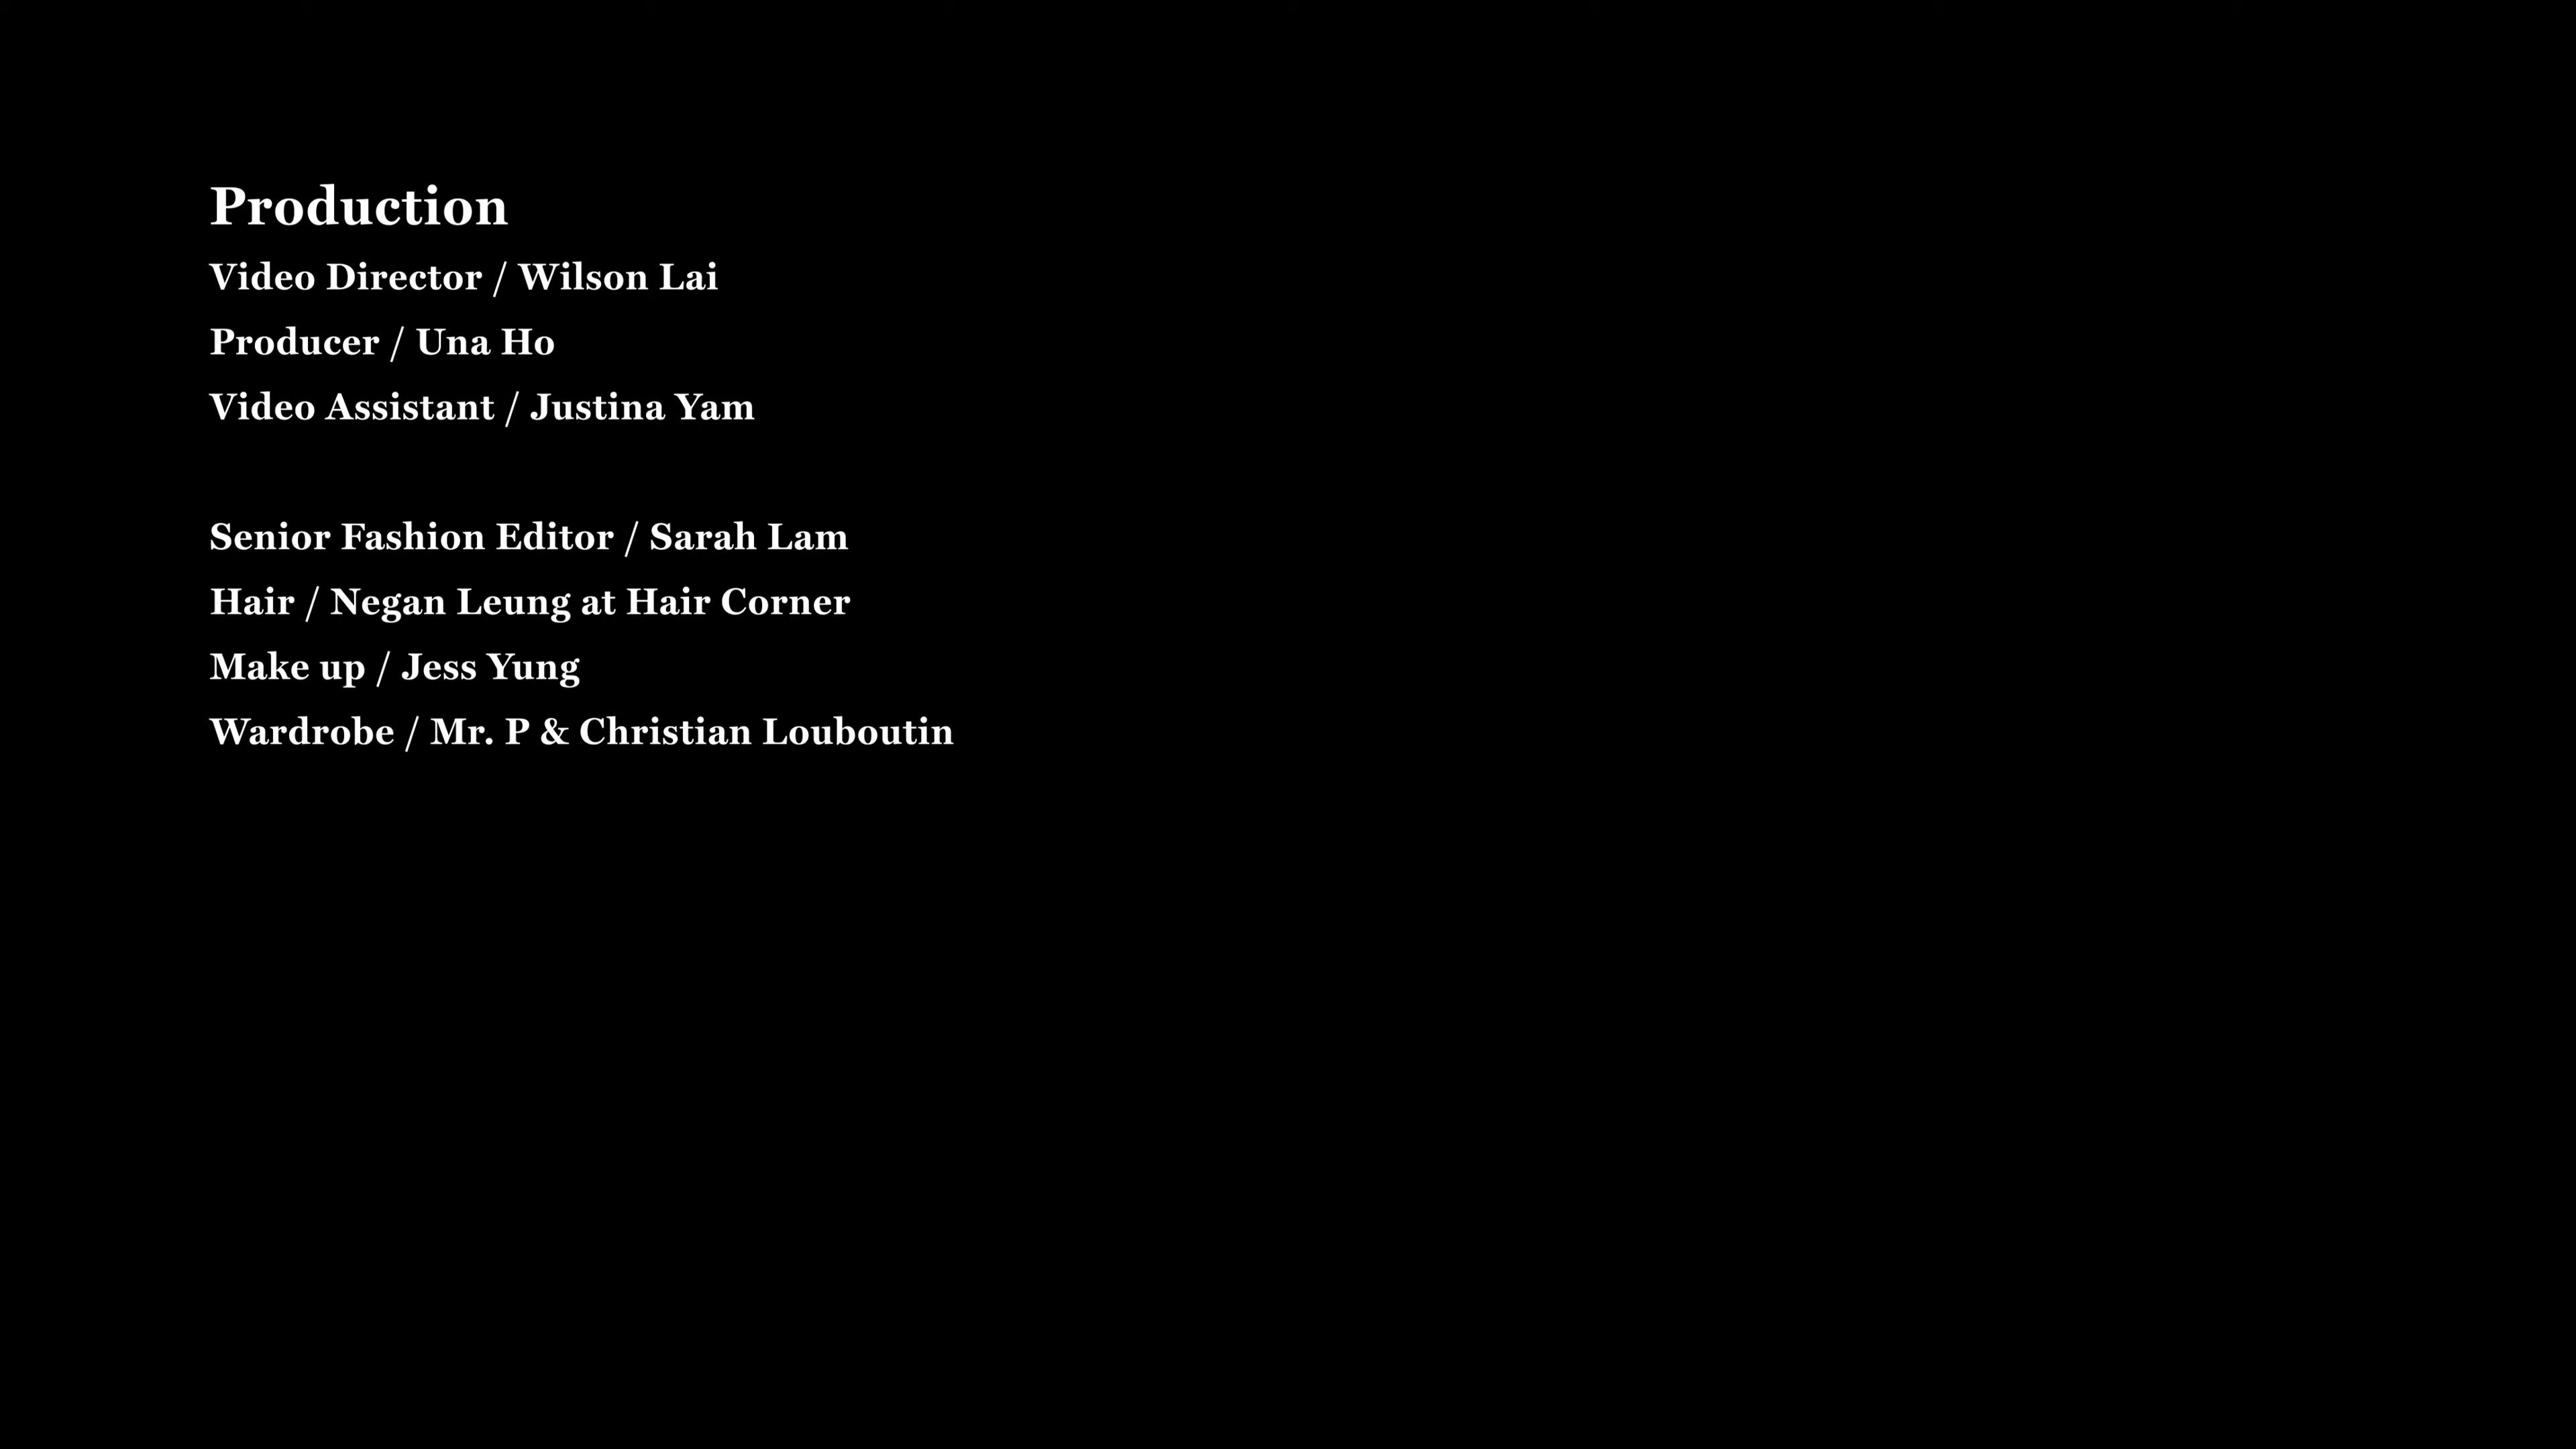 Production
Video Director / Wilson Lai
Producer / Una Ho
Video Assistant / Justina Yam
Senior Fashion Editor / Sarah Lam
Hair / Negan Leung at Hair Corner
Make up / Jess Yung
Wardrobe / Mr. P & Christian Louboutin